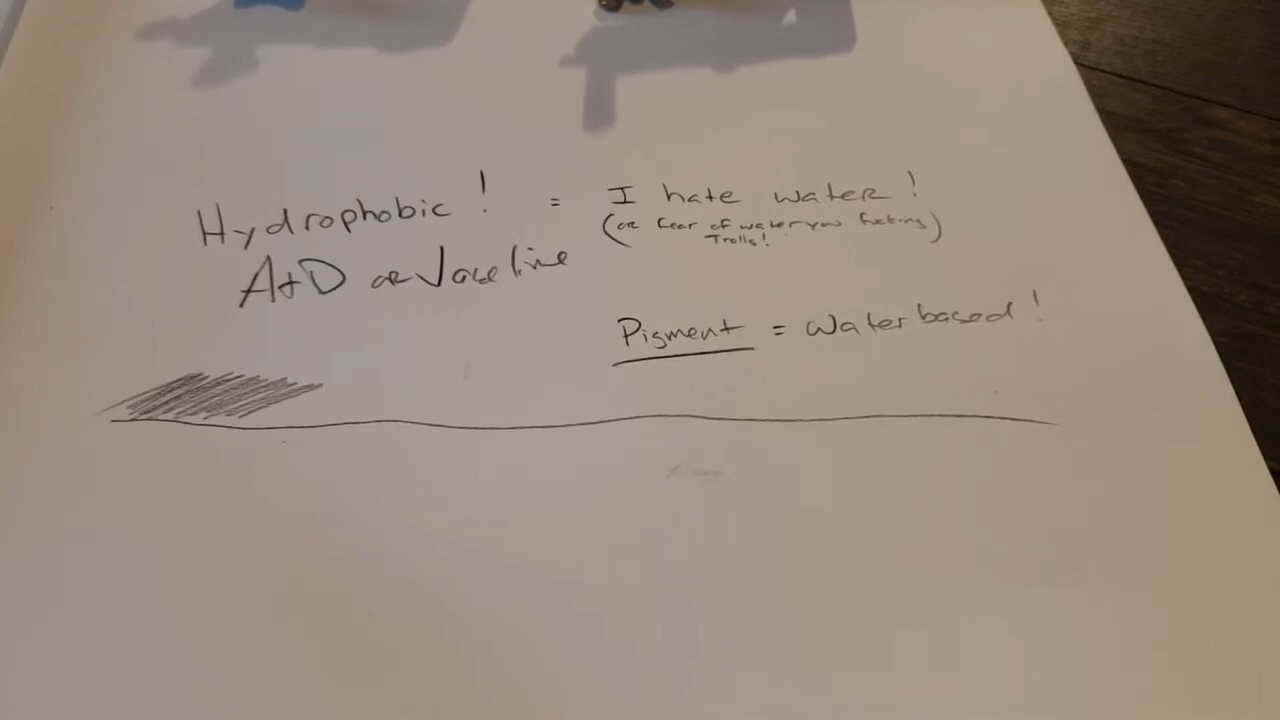 Hydrophobic! = I hate water!
(or fear of water you fucking
Trolls!)
A+D or Vaseline
Pigment = Water based!